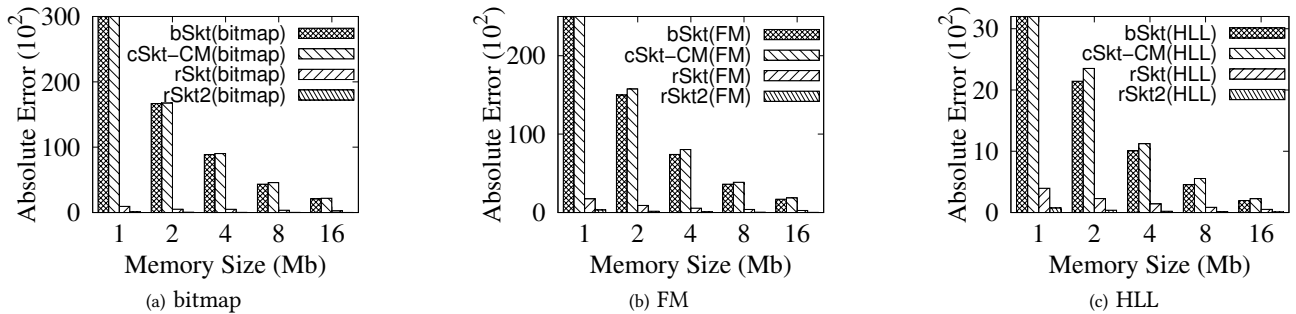 Absolute Error (10²)
300
200
100
0
bSkt(bitmap)
cSkt-CM(bitmap)
rSkt(bitmap)
rSkt2(bitmap)
1 2 4 8 16
Memory Size (Mb)
(a) bitmap
Absolute Error (10²)
200
100
0
bSkt(FM)
cSkt-CM(FM)
rSkt(FM)
rSkt2(FM)
1 2 4 8 16
Memory Size (Mb)
(b) FM
Absolute Error (10²)
30
20
10
0
bSkt(HLL)
cSkt-CM(HLL)
rSkt(HLL)
rSkt2(HLL)
1 2 4 8 16
Memory Size (Mb)
(c) HLL